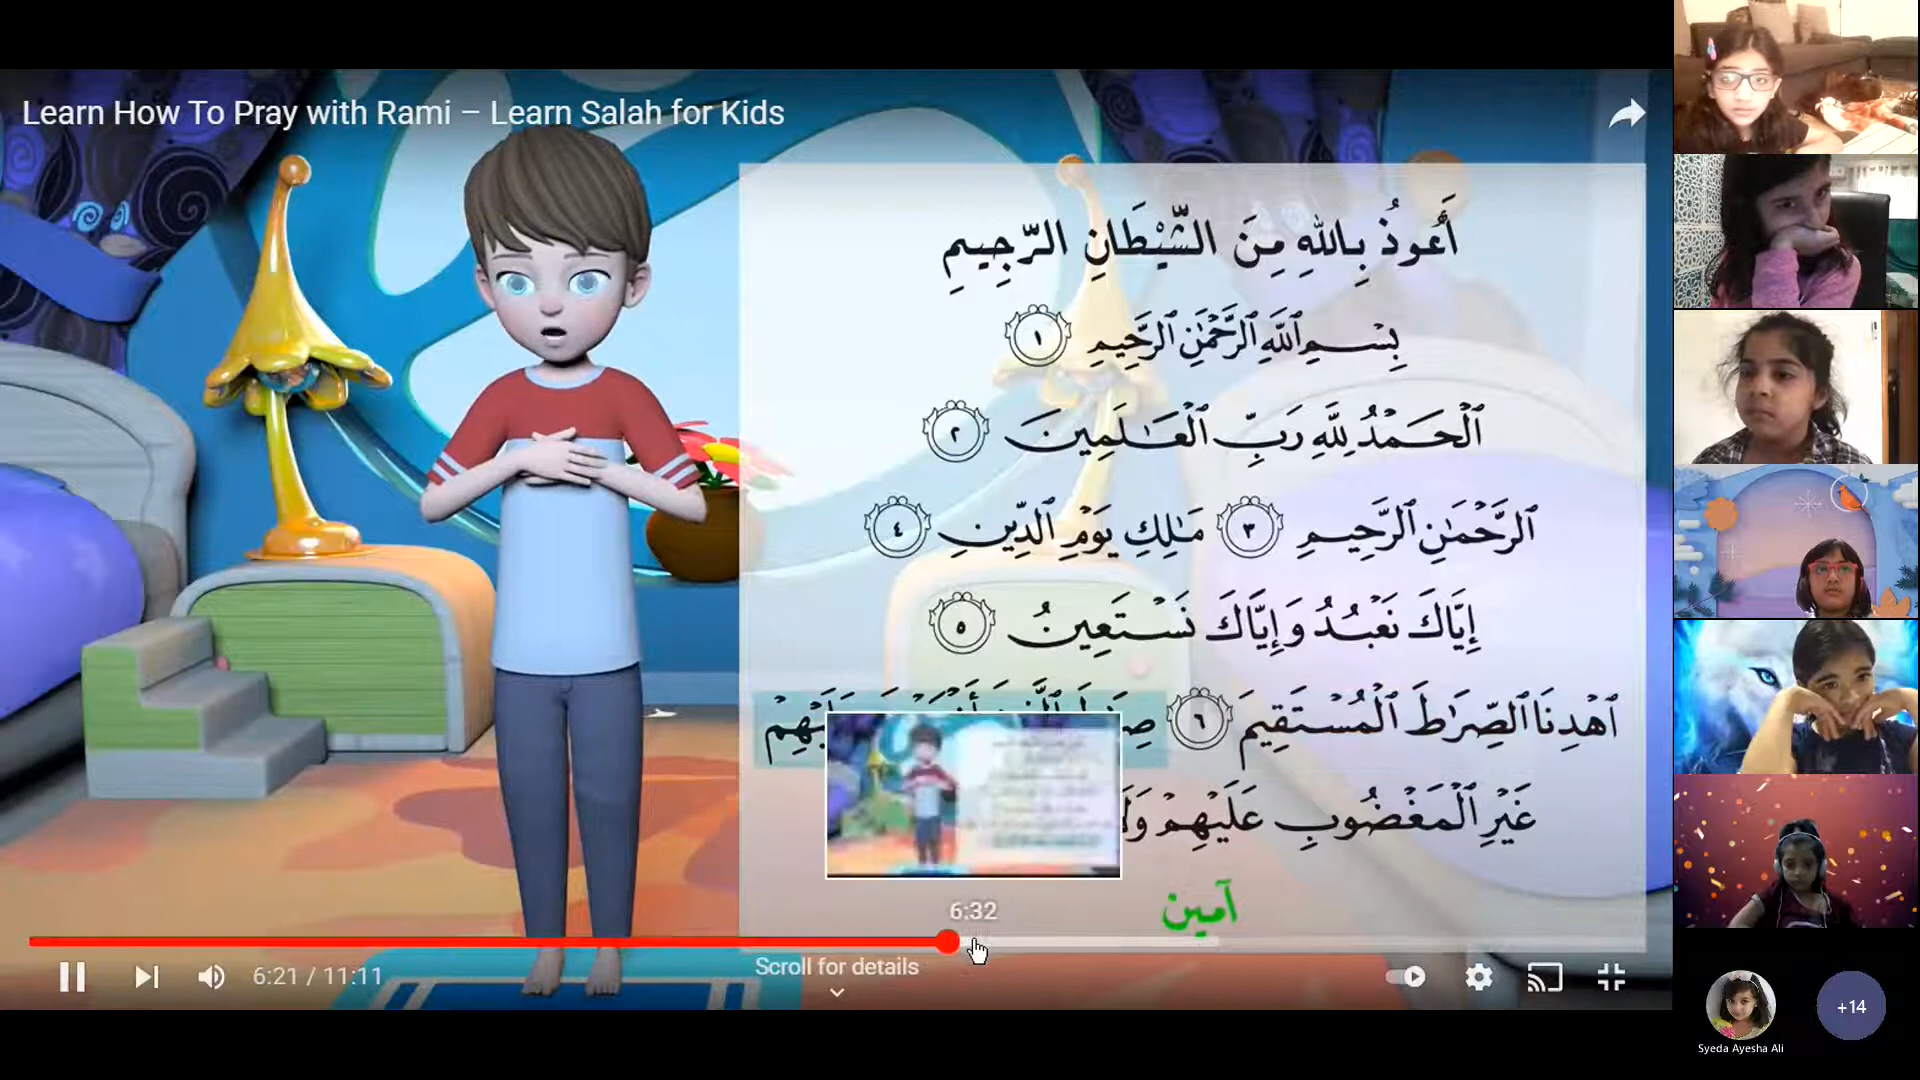 Learn How To Pray with Rami – Learn Salah for Kids
أَعُوذُ بِاللهِ مِنَ الشَّيْطَانِ الرَّجِيمِ
بِسْمِ ٱللَّهِ ٱلرَّحْمَٰنِ ٱلرَّحِيمِ ١
ٱلْحَمْدُ لِلَّهِ رَبِّ ٱلْعَـٰلَمِينَ ٢
ٱلرَّحْمَـٰنِ ٱلرَّحِيمِ ٣ مَـٰلِكِ يَوْمِ ٱلدِّينِ ٤
إِيَّاكَ نَعْبُدُ وَإِيَّاكَ نَسْتَعِينُ ٥
ٱهْدِنَا ٱلصِّرَٰطَ ٱلْمُسْتَقِيمَ ٦
غَيْرِ ٱلْمَغْضُوبِ عَلَيْهِمْ
آمين
6:32
6:21 / 11:11
Scroll for details
+14
Syeda Ayesha Ali